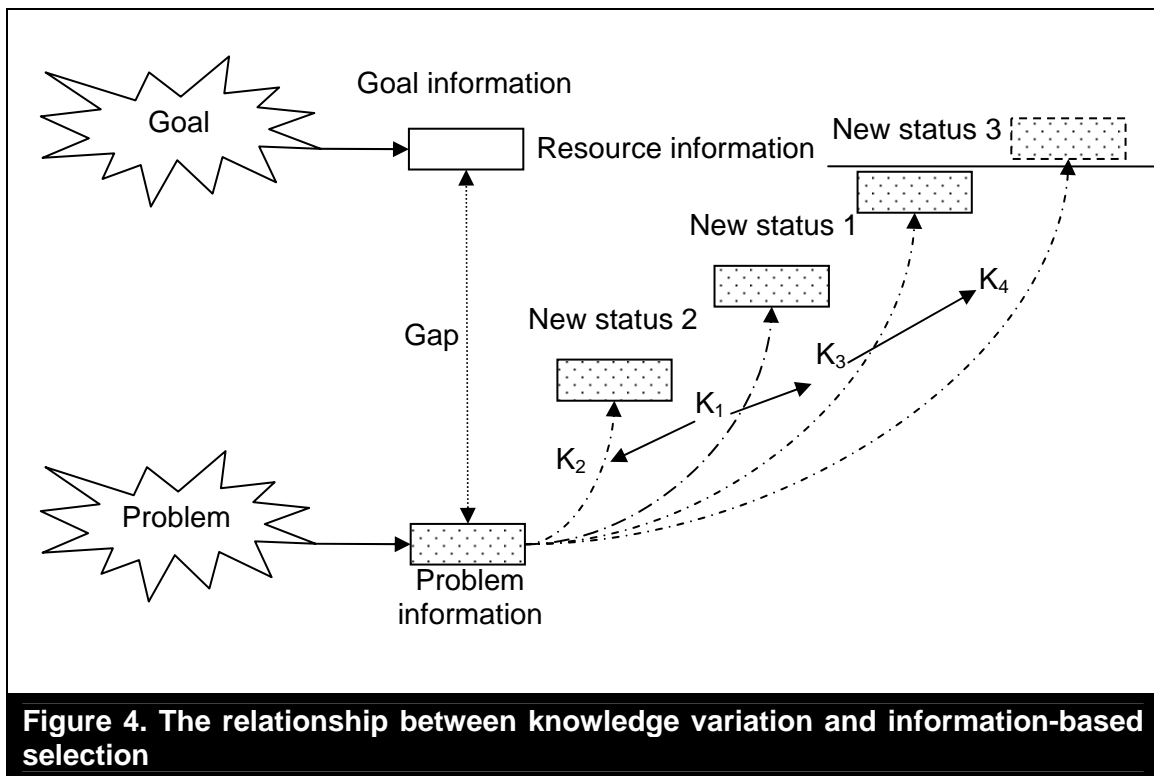 Goal information
Goal
Resource information
New status 3
New status 1
New status 2
Gap
K4
K3
K1
K2
Problem
Problem
information
Figure 4. The relationship between knowledge variation and information-based
selection